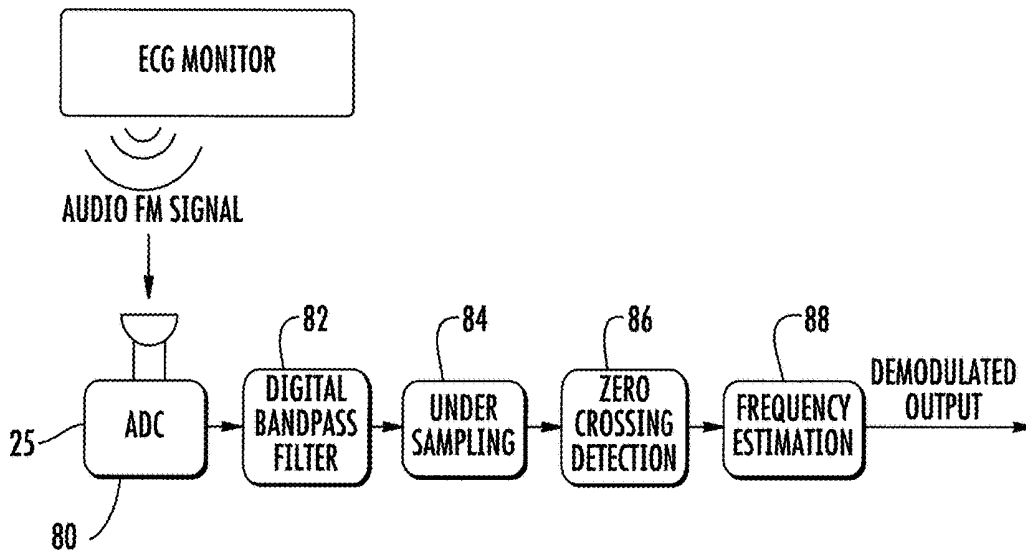 ECG MONITOR
AUDIO FM SIGNAL
25
80
ADC
82
DIGITAL
BANDPASS
FILTER
84
UNDER
SAMPLING
86
ZERO
CROSSING
DETECTION
88
FREQUENCY
ESTIMATION
DEMODULATED
OUTPUT